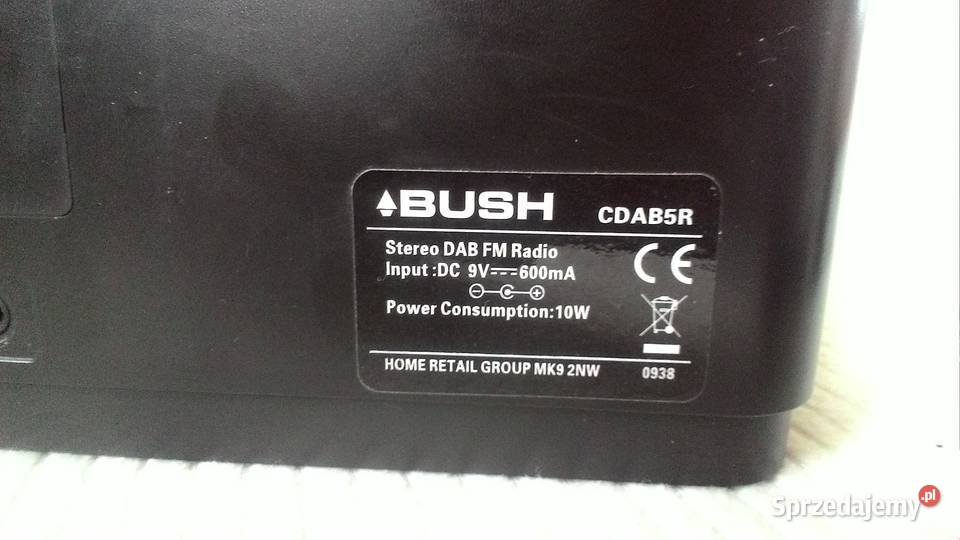 BUSH CDAB5R
Stereo DAB FM Radio
Input :DC 9V⎓600mA
Power Consumption:10W
HOME RETAIL GROUP MK9 2NW 0938
CE
Sprzedajemy.pl